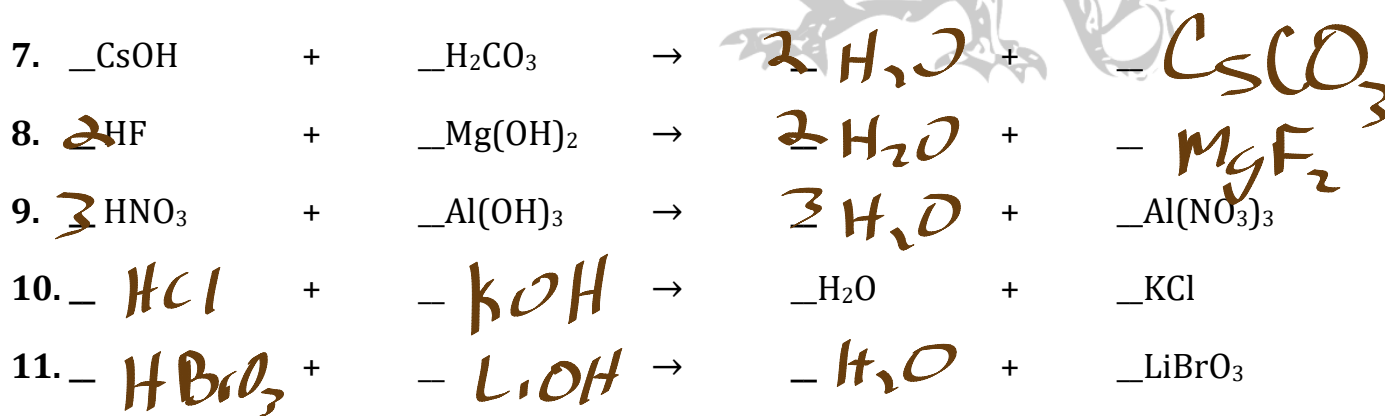 7. __CsOH + __H₂CO₃ → 2 H₂O + __ CsCO₃
8. 2 HF + __Mg(OH)₂ → 2 H₂O + __ MgF₂
9. 3 HNO₃ + __Al(OH)₃ → 3 H₂O + __Al(NO₃)₃
10. __ HCl + __ KOH → __H₂O + __KCl
11. __ HBrO₃ + __ LiOH → __ H₂O + __LiBrO₃